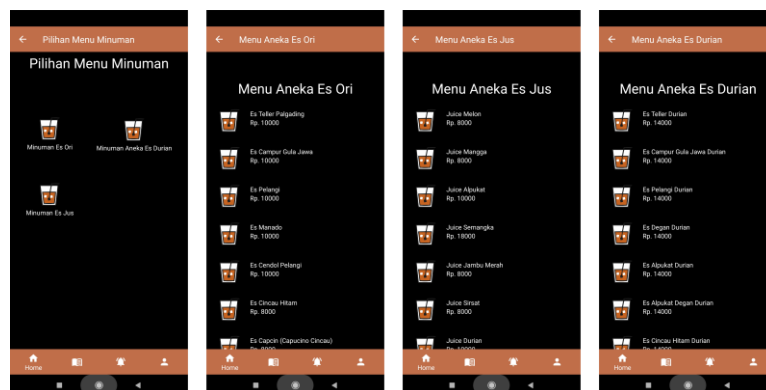 Pilihan Menu Minuman
Pilihan Menu Minuman
Minuman Es Ori
Minuman Aneka Es Durian
Minuman Es Jus
Home
Menu Aneka Es Ori
Menu Aneka Es Ori
Es Teller Palgading
Rp. 10000
Es Campur Gula Jawa
Rp. 10000
Es Pelangi
Rp. 10000
Es Manado
Rp. 10000
Es Cendol Pelangi
Rp. 10000
Es Cincau Hitam
Rp. 8000
Es Capcin (Capucino Cincau)
Home
Menu Aneka Es Jus
Menu Aneka Es Jus
Juice Melon
Rp. 8000
Juice Mangga
Rp. 8000
Juice Alpukat
Rp. 10000
Juice Semangka
Rp. 18000
Juice Jambu Merah
Rp. 8000
Juice Sirsat
Rp. 8000
Juice Durian
Home
Menu Aneka Es Durian
Menu Aneka Es Durian
Es Teller Durian
Rp. 14000
Es Campur Gula Jawa Durian
Rp. 14000
Es Pelangi Durian
Rp. 14000
Es Degan Durian
Rp. 14000
Es Alpukat Durian
Rp. 14000
Es Alpukat Degan Durian
Rp. 14000
Es Cincau Hitam Durian
Home